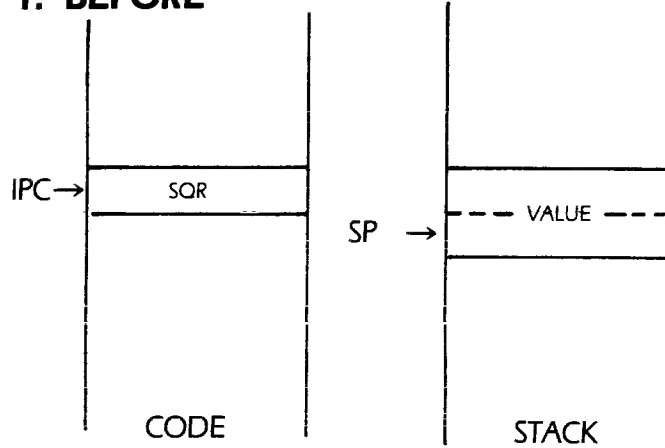 1. BEFORE
IPC→
SQR
SP →
VALUE
CODE
STACK